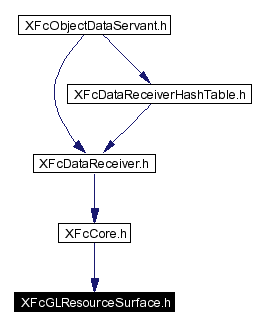 XFcObjectDataServant.h
XFcDataReceiverHashTable.h
XFcDataReceiver.h
XFcCore.h
XFcGLResourceSurface.h